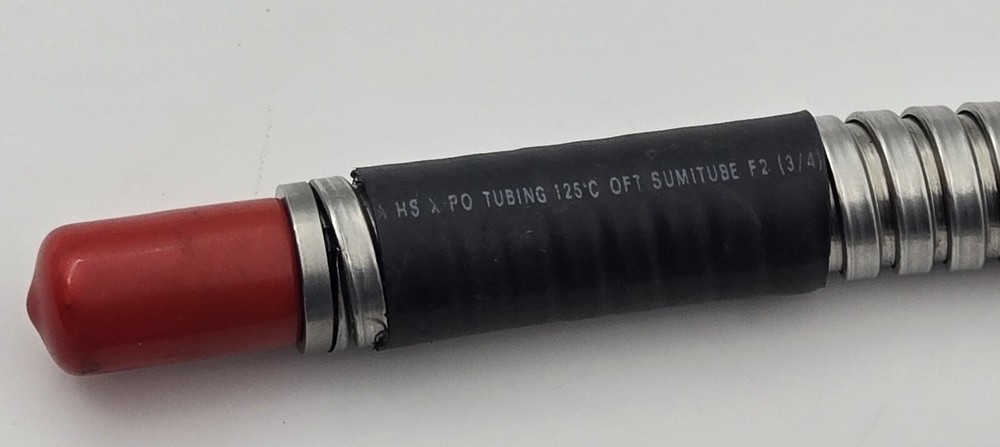 HS X PO TUBING 125°C OFT SUMITUBE F2 (3/4)